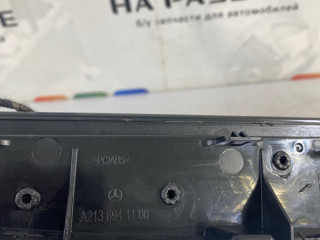 НА РАЗБ
б/у запчасти для автомобилей
>PC/ABS<
A213 694 11 00